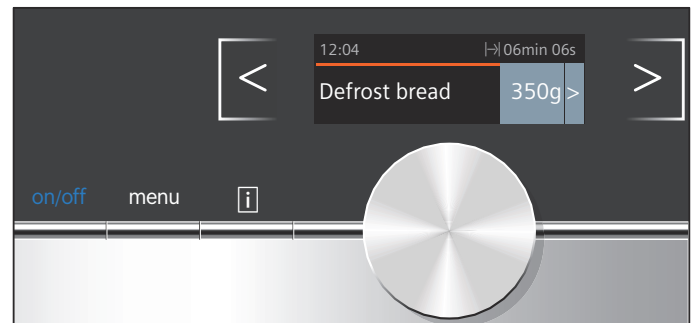 12:04 |→| 06min 06s
< Defrost bread 350g > >
on/off menu i